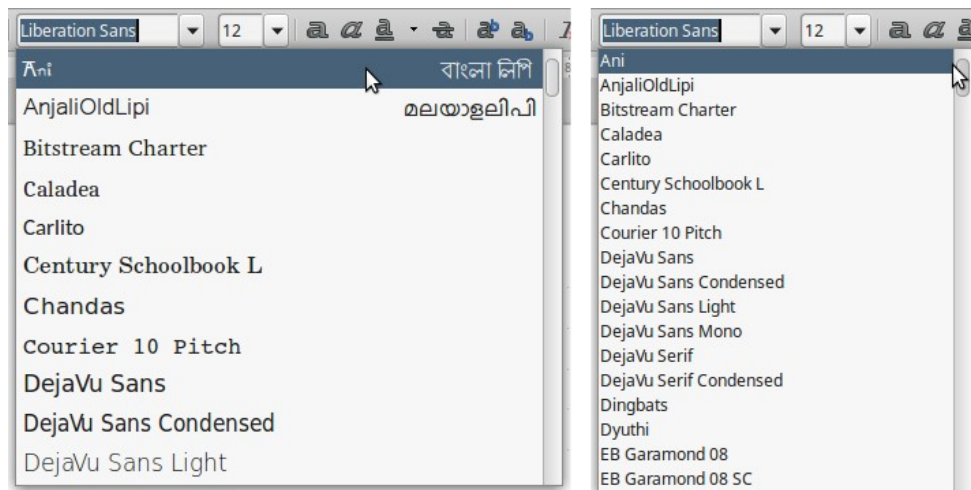 Liberation Sans 12 a a a a ab ab
Ani বাংলা লিপি
AnjaliOldLipi മലയാളലിപി
Bitstream Charter
Caladea
Carlito
Century Schoolbook L
Chandas
Courier 10 Pitch
DejaVu Sans
DejaVu Sans Condensed
DejaVu Sans Light
Liberation Sans 12 a a a
Ani
AnjaliOldLipi
Bitstream Charter
Caladea
Carlito
Century Schoolbook L
Chandas
Courier 10 Pitch
DejaVu Sans
DejaVu Sans Condensed
DejaVu Sans Light
DejaVu Sans Mono
DejaVu Serif
DejaVu Serif Condensed
Dingbats
Dyuthi
EB Garamond 08
EB Garamond 08 SC